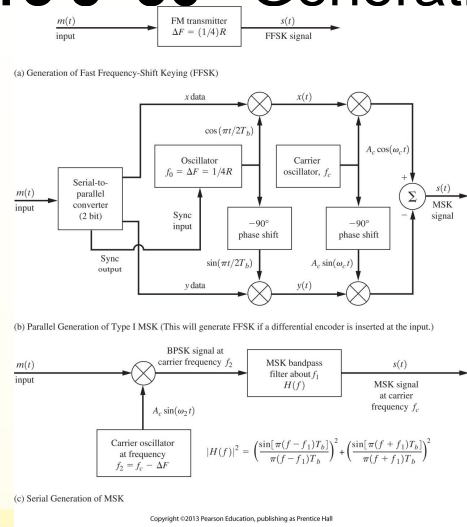 m(t)
input
FM transmitter
ΔF = (1/4)R
s(t)
FFSK signal
(a) Generation of Fast Frequency-Shift Keying (FFSK)
x data
x(t)
cos(πt/2T_b)
A_c cos(ω_c t)
Oscillator
f_0 = ΔF = 1/4R
Carrier
oscillator, f_c
m(t)
input
Serial-to-
parallel
converter
(2 bit)
+
Σ
−
s(t)
MSK
signal
Sync
input
−90°
phase shift
−90°
phase shift
Sync
output
sin(πt/2T_b)
A_c sin(ω_c t)
y data
y(t)
(b) Parallel Generation of Type I MSK (This will generate FFSK if a differential encoder is inserted at the input.)
m(t)
input
BPSK signal at
carrier frequency f_2
MSK bandpass
filter about f_1
H(f)
s(t)
MSK signal
at carrier
frequency f_c
A_c sin(ω_2 t)
Carrier oscillator
at frequency
f_2 = f_c − ΔF
|H(f)|² = (sin[π(f − f_1)T_b] / π(f − f_1)T_b)² + (sin[π(f + f_1)T_b] / π(f + f_1)T_b)²
(c) Serial Generation of MSK
Copyright ©2013 Pearson Education, publishing as Prentice Hall